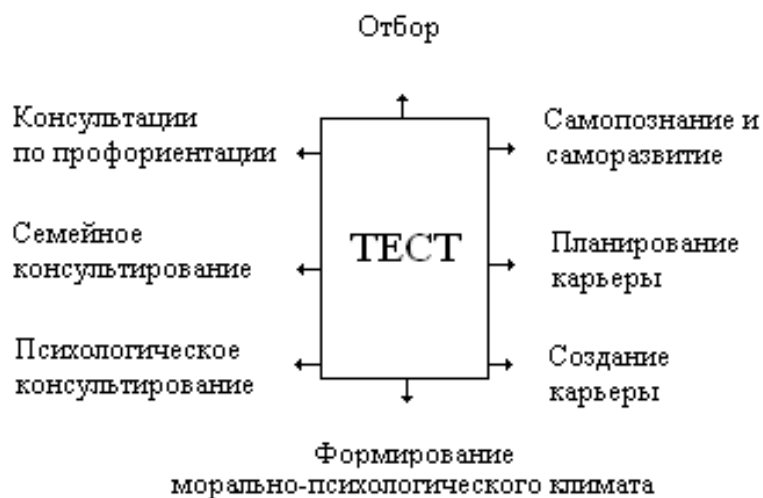 Отбор
Консультации
по профориентации
Самопознание и
саморазвитие
Семейное
консультирование
ТЕСТ
Планирование
карьеры
Психологическое
консультирование
Создание
карьеры
Формирование
морально-психологического климата